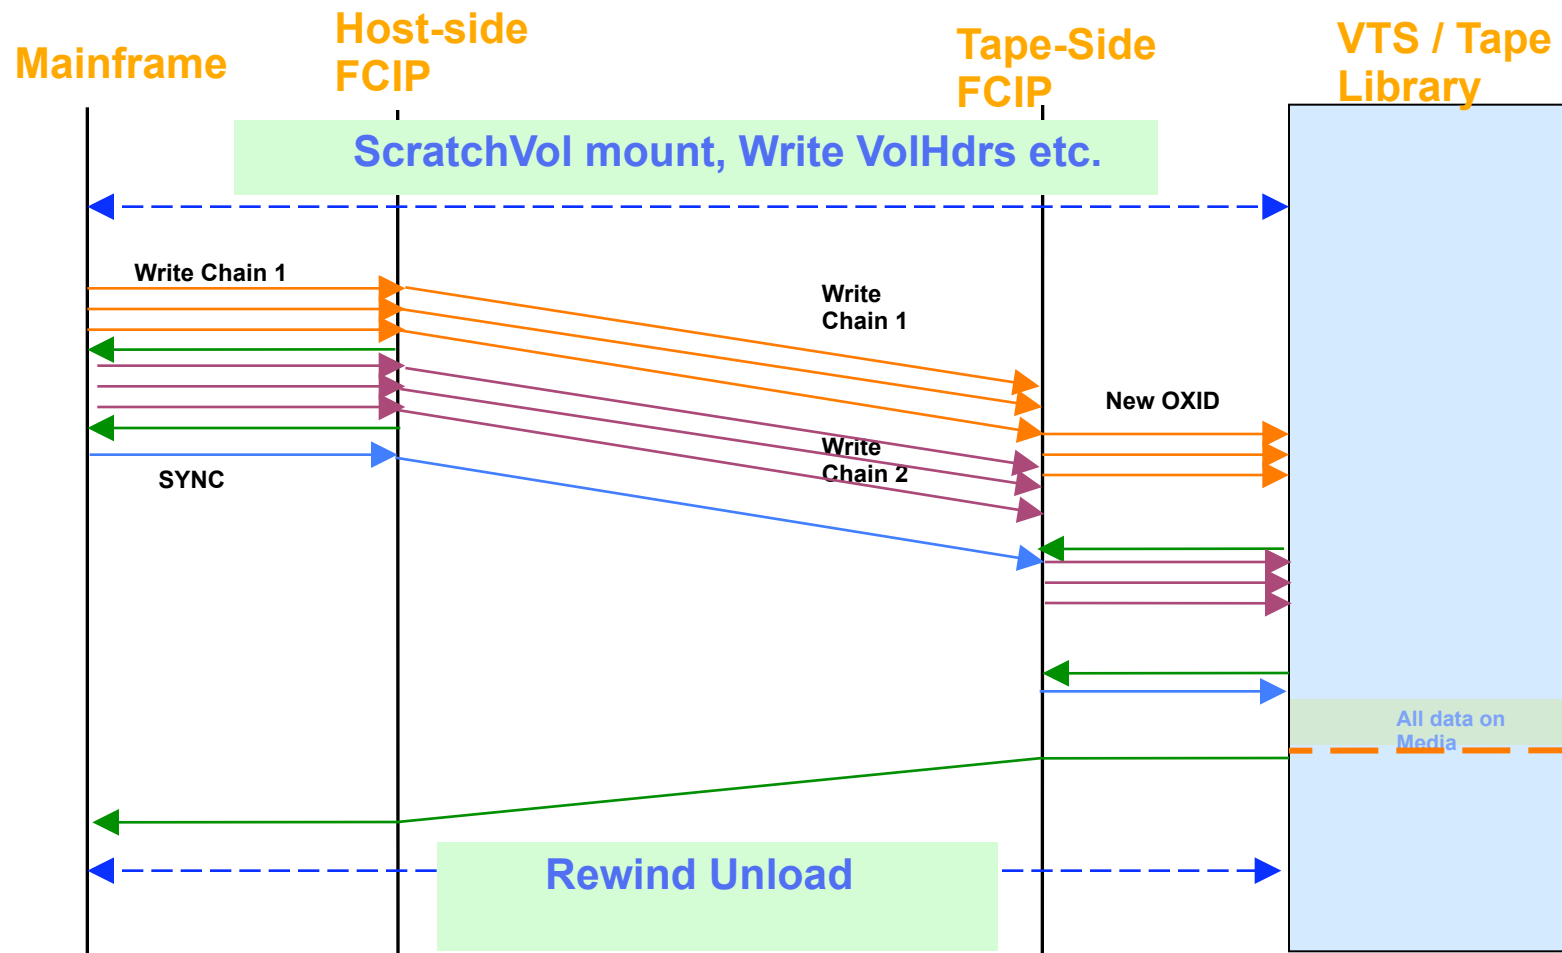 Mainframe
Host-side
FCIP
Tape-Side
FCIP
VTS / Tape
Library
ScratchVol mount, Write VolHdrs etc.
Write Chain 1
Write
Chain 1
New OXID
Write
Chain 2
SYNC
All data on
Media
Rewind Unload